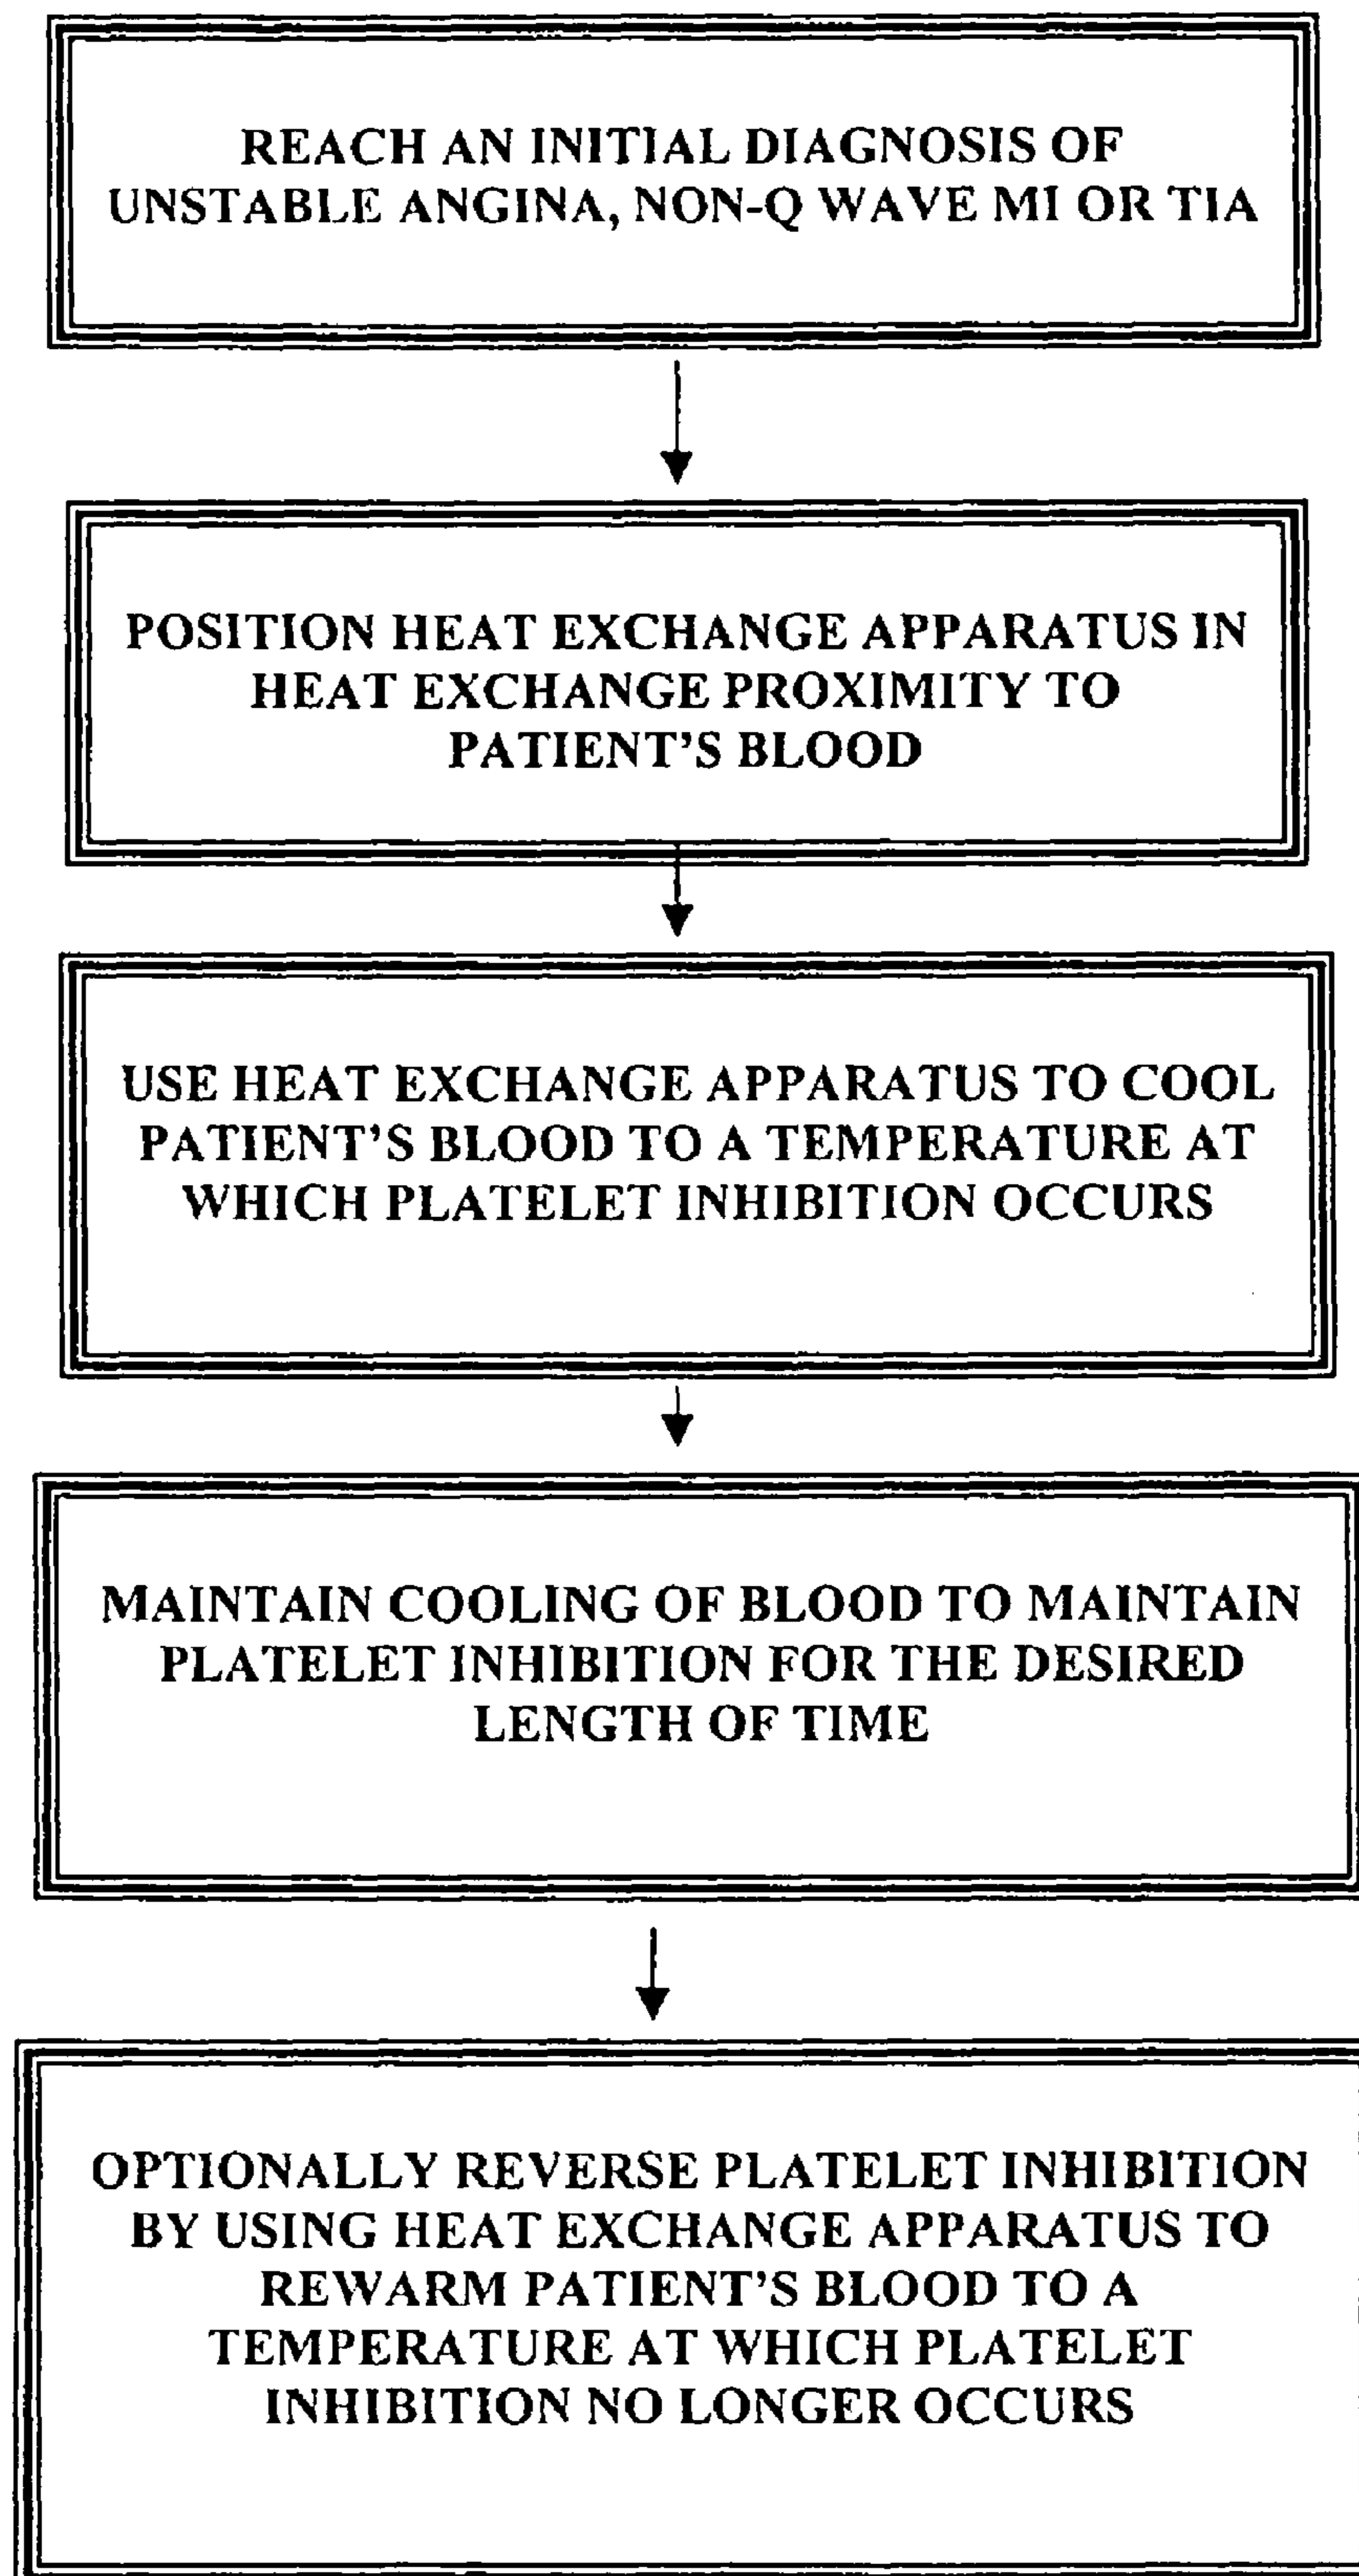 REACH AN INITIAL DIAGNOSIS OF
UNSTABLE ANGINA, NON-Q WAVE MI OR TIA
POSITION HEAT EXCHANGE APPARATUS IN
HEAT EXCHANGE PROXIMITY TO
PATIENT'S BLOOD
USE HEAT EXCHANGE APPARATUS TO COOL
PATIENT'S BLOOD TO A TEMPERATURE AT
WHICH PLATELET INHIBITION OCCURS
MAINTAIN COOLING OF BLOOD TO MAINTAIN
PLATELET INHIBITION FOR THE DESIRED
LENGTH OF TIME
OPTIONALLY REVERSE PLATELET INHIBITION
BY USING HEAT EXCHANGE APPARATUS TO
REWARM PATIENT'S BLOOD TO A
TEMPERATURE AT WHICH PLATELET
INHIBITION NO LONGER OCCURS